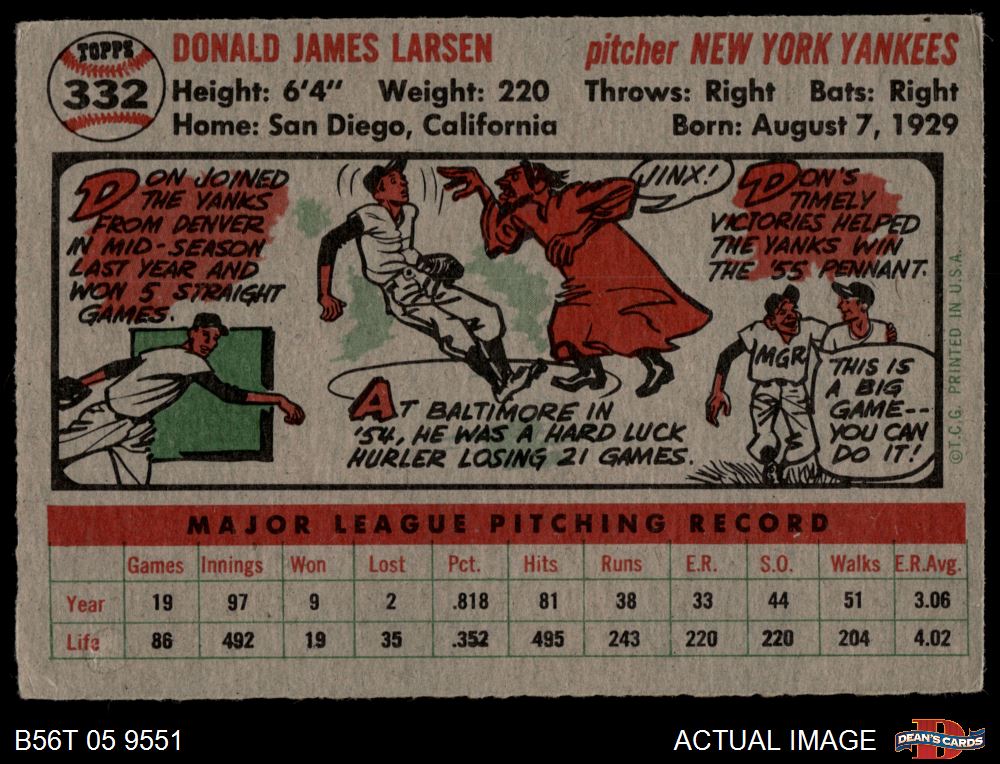 TOPPS
332
DONALD JAMES LARSEN
pitcher NEW YORK YANKEES
Height: 6'4" Weight: 220
Throws: Right Bats: Right
Home: San Diego, California
Born: August 7, 1929
DON JOINED
THE YANKS
FROM DENVER
IN MID-SEASON
LAST YEAR AND
WON 5 STRAIGHT
GAMES.
JINX!
AT BALTIMORE IN
'54, HE WAS A HARD LUCK
HURLER LOSING 21 GAMES.
DON'S
TIMELY
VICTORIES HELPED
THE YANKS WIN
THE '55 PENNANT.
MGR
THIS IS
A BIG
GAME--
YOU CAN
DO IT!
©T.C.G. PRINTED IN U.S.A.
MAJOR LEAGUE PITCHING RECORD
Games Innings Won Lost Pct. Hits Runs E.R. S.O. Walks E.R.Avg.
Year 19 97 9 2 .818 81 38 33 44 51 3.06
Life 86 492 19 35 .352 495 243 220 220 204 4.02
B56T 05 9551
ACTUAL IMAGE
D
DEAN'S CARDS